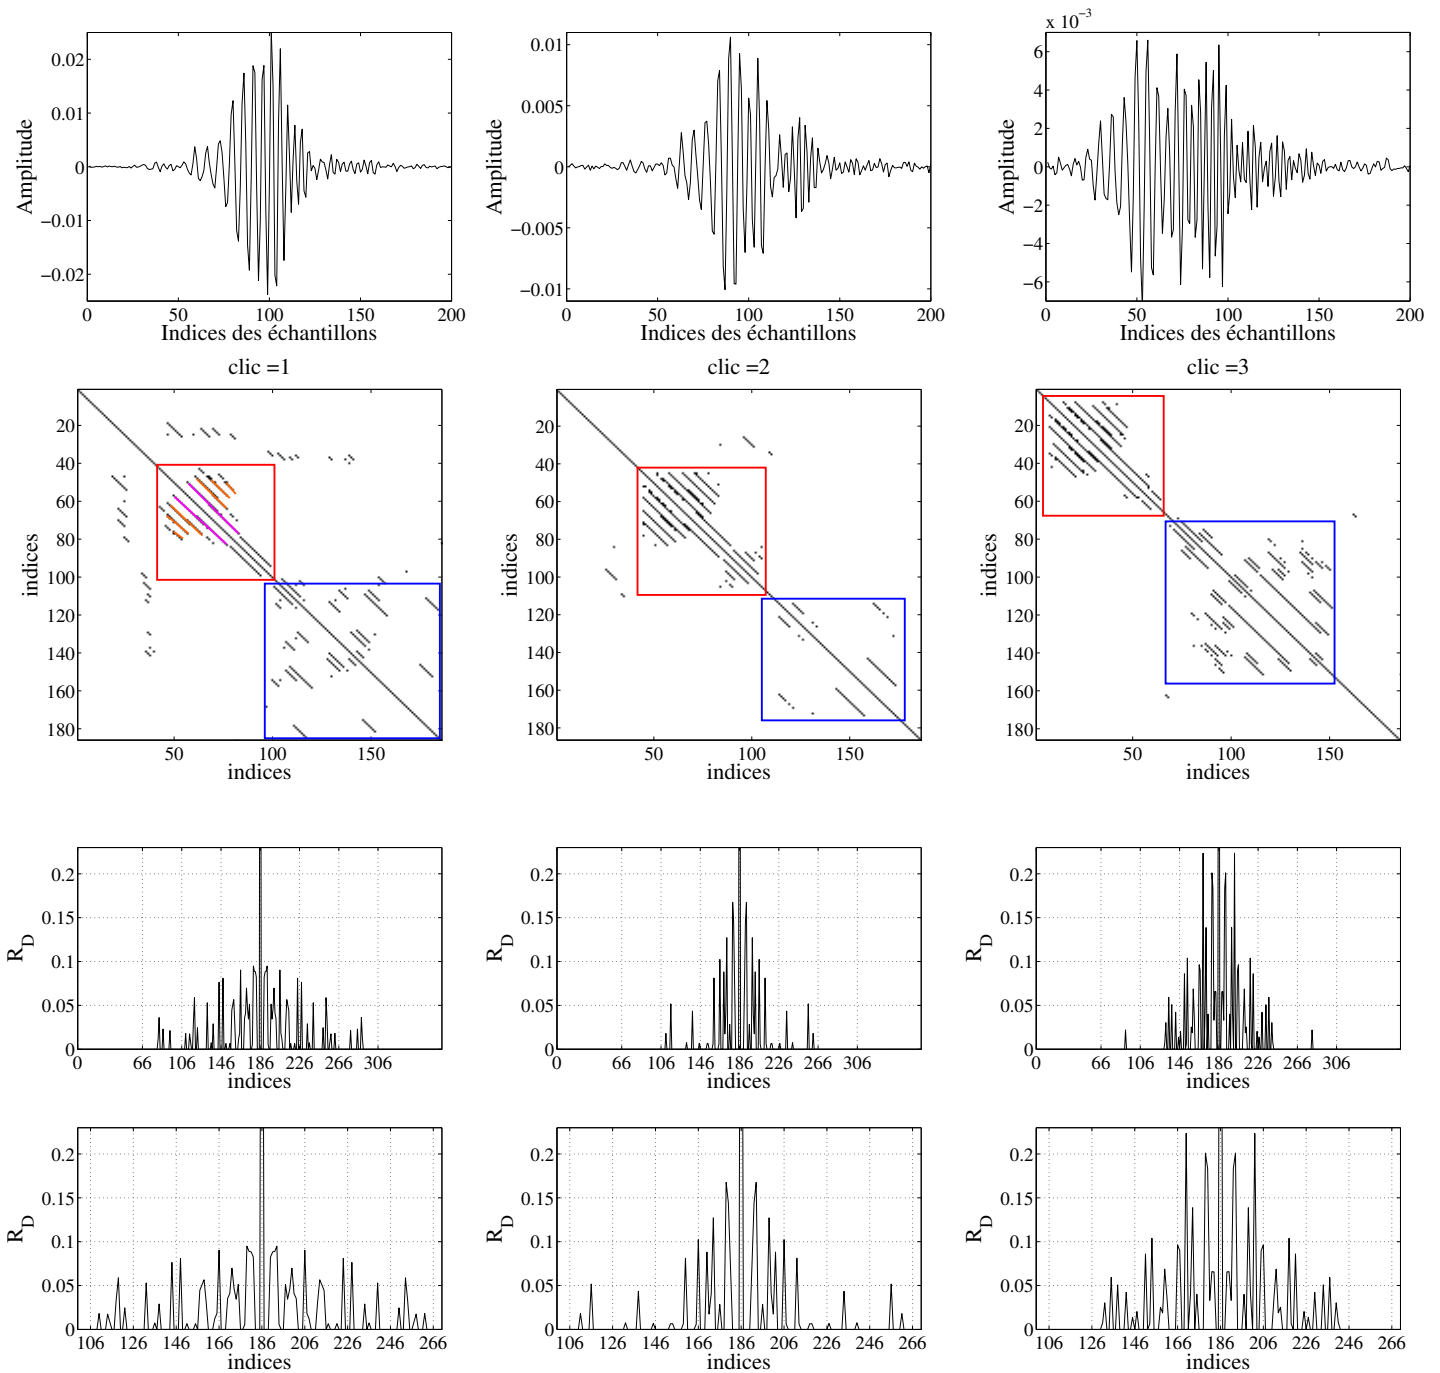 x 10−3
0.02
0.01
0
−0.01
−0.02
Amplitude
0 50 100 150 200
Indices des échantillons
0.01
0.005
0
−0.005
−0.01
Amplitude
0 50 100 150 200
Indices des échantillons
6
4
2
0
−2
−4
−6
Amplitude
0 50 100 150 200
Indices des échantillons
clic =1
20
40
60
80
100
120
140
160
180
indices
50 100 150
indices
clic =2
20
40
60
80
100
120
140
160
180
indices
50 100 150
indices
clic =3
20
40
60
80
100
120
140
160
180
indices
50 100 150
indices
0.2
0.15
0.1
0.05
0
RD
0 66 106 146 186 226 266 306
indices
0.2
0.15
0.1
0.05
0
RD
0 66 106 146 186 226 266 306
indices
0.2
0.15
0.1
0.05
0
RD
0 66 106 146 186 226 266 306
indices
0.2
0.15
0.1
0.05
0
RD
106 126 146 166 186 206 226 246 266
indices
0.2
0.15
0.1
0.05
0
RD
106 126 146 166 186 206 226 246 266
indices
0.2
0.15
0.1
0.05
0
RD
106 126 146 166 186 206 226 246 266
indices